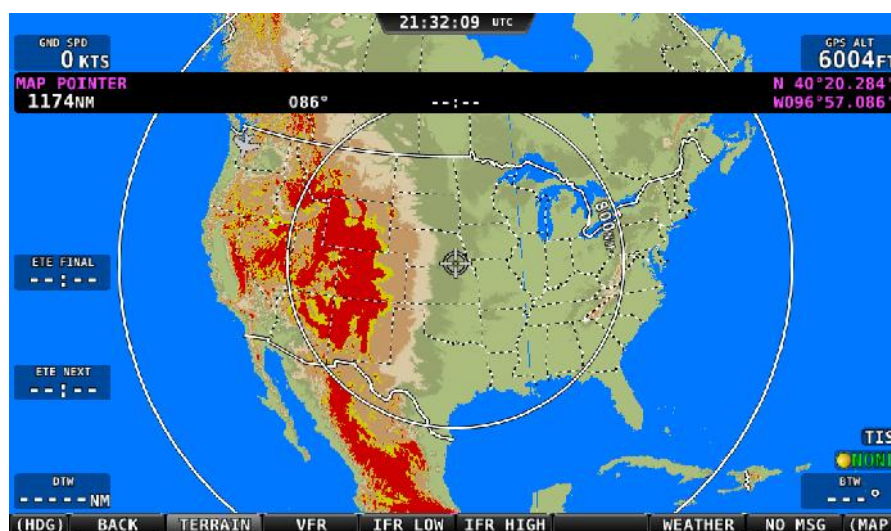 21:32:09 UTC
GND SPD
0 KTS
GPS ALT
6004FT
MAP POINTER
1174NM 086° --:--
N 40°20.284'
W096°57.086'
ETE FINAL
--:--
ETE NEXT
--:--
TIS
NONE
DTW
-----NM
BTW
---°
(HDG) BACK TERRAIN VFR IFR LOW IFR HIGH WEATHER NO MSG (MAP